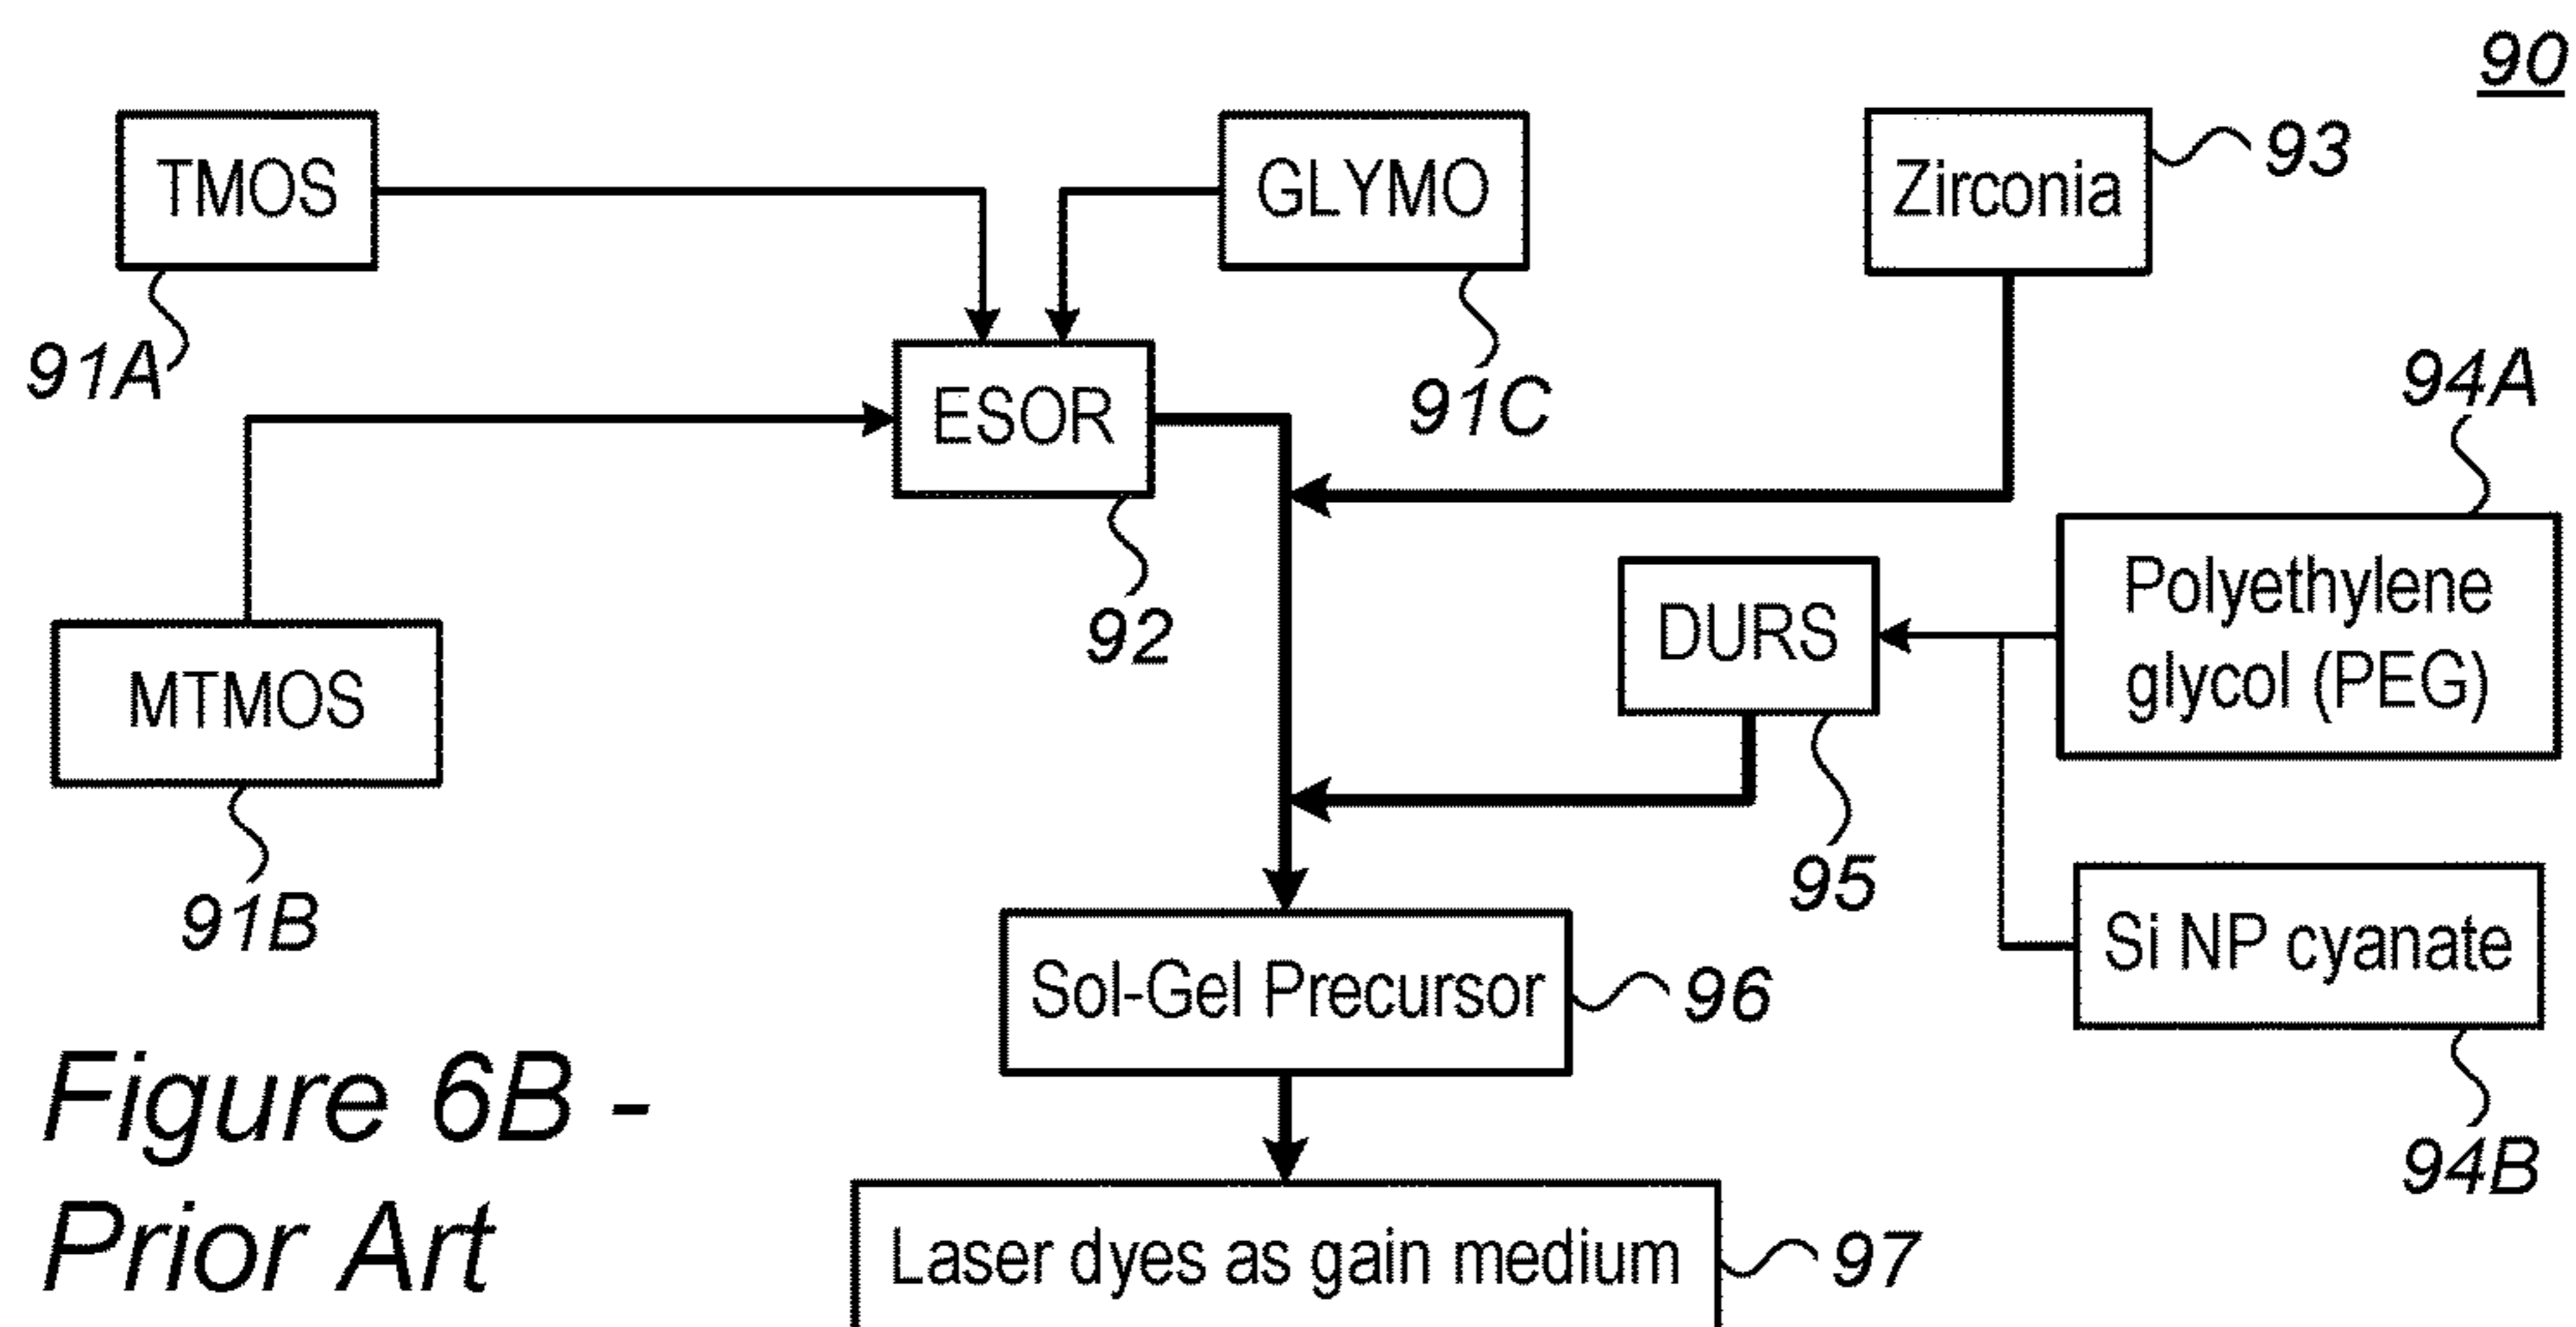 90
TMOS
GLYMO
Zirconia
93
91A
91C
94A
ESOR
92
Polyethylene
glycol (PEG)
DURS
MTMOS
95
91B
Si NP cyanate
Sol-Gel Precursor
96
94B
Figure 6B -
Prior Art
Laser dyes as gain medium
97